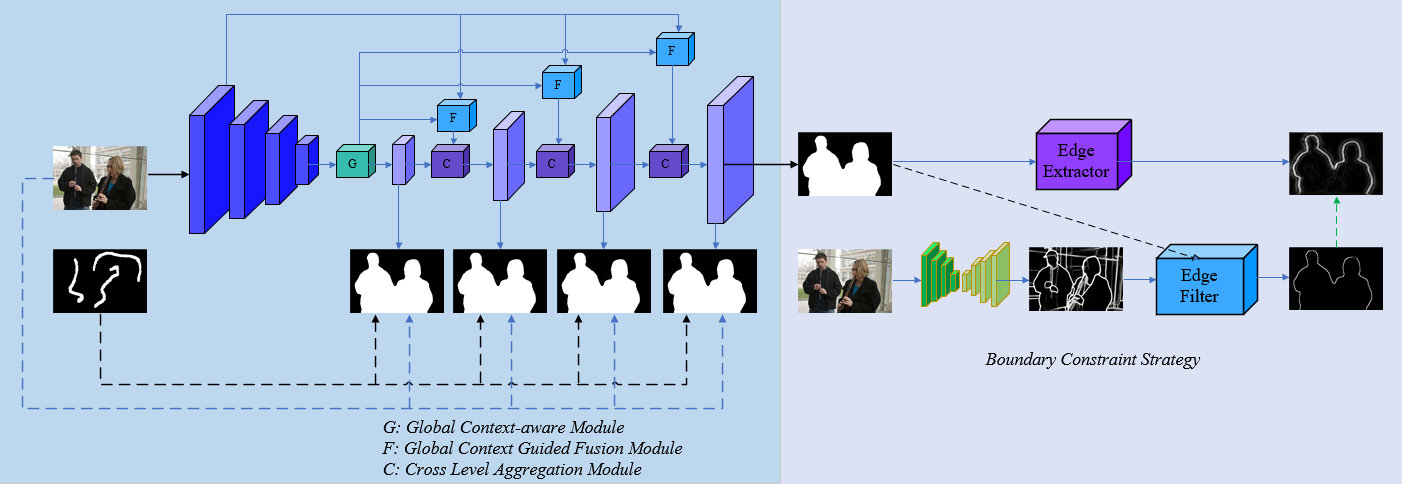 F
F
F
G
C
C
C
Edge
Extractor
Edge
Filter
Boundary Constraint Strategy
G: Global Context-aware Module
F: Global Context Guided Fusion Module
C: Cross Level Aggregation Module